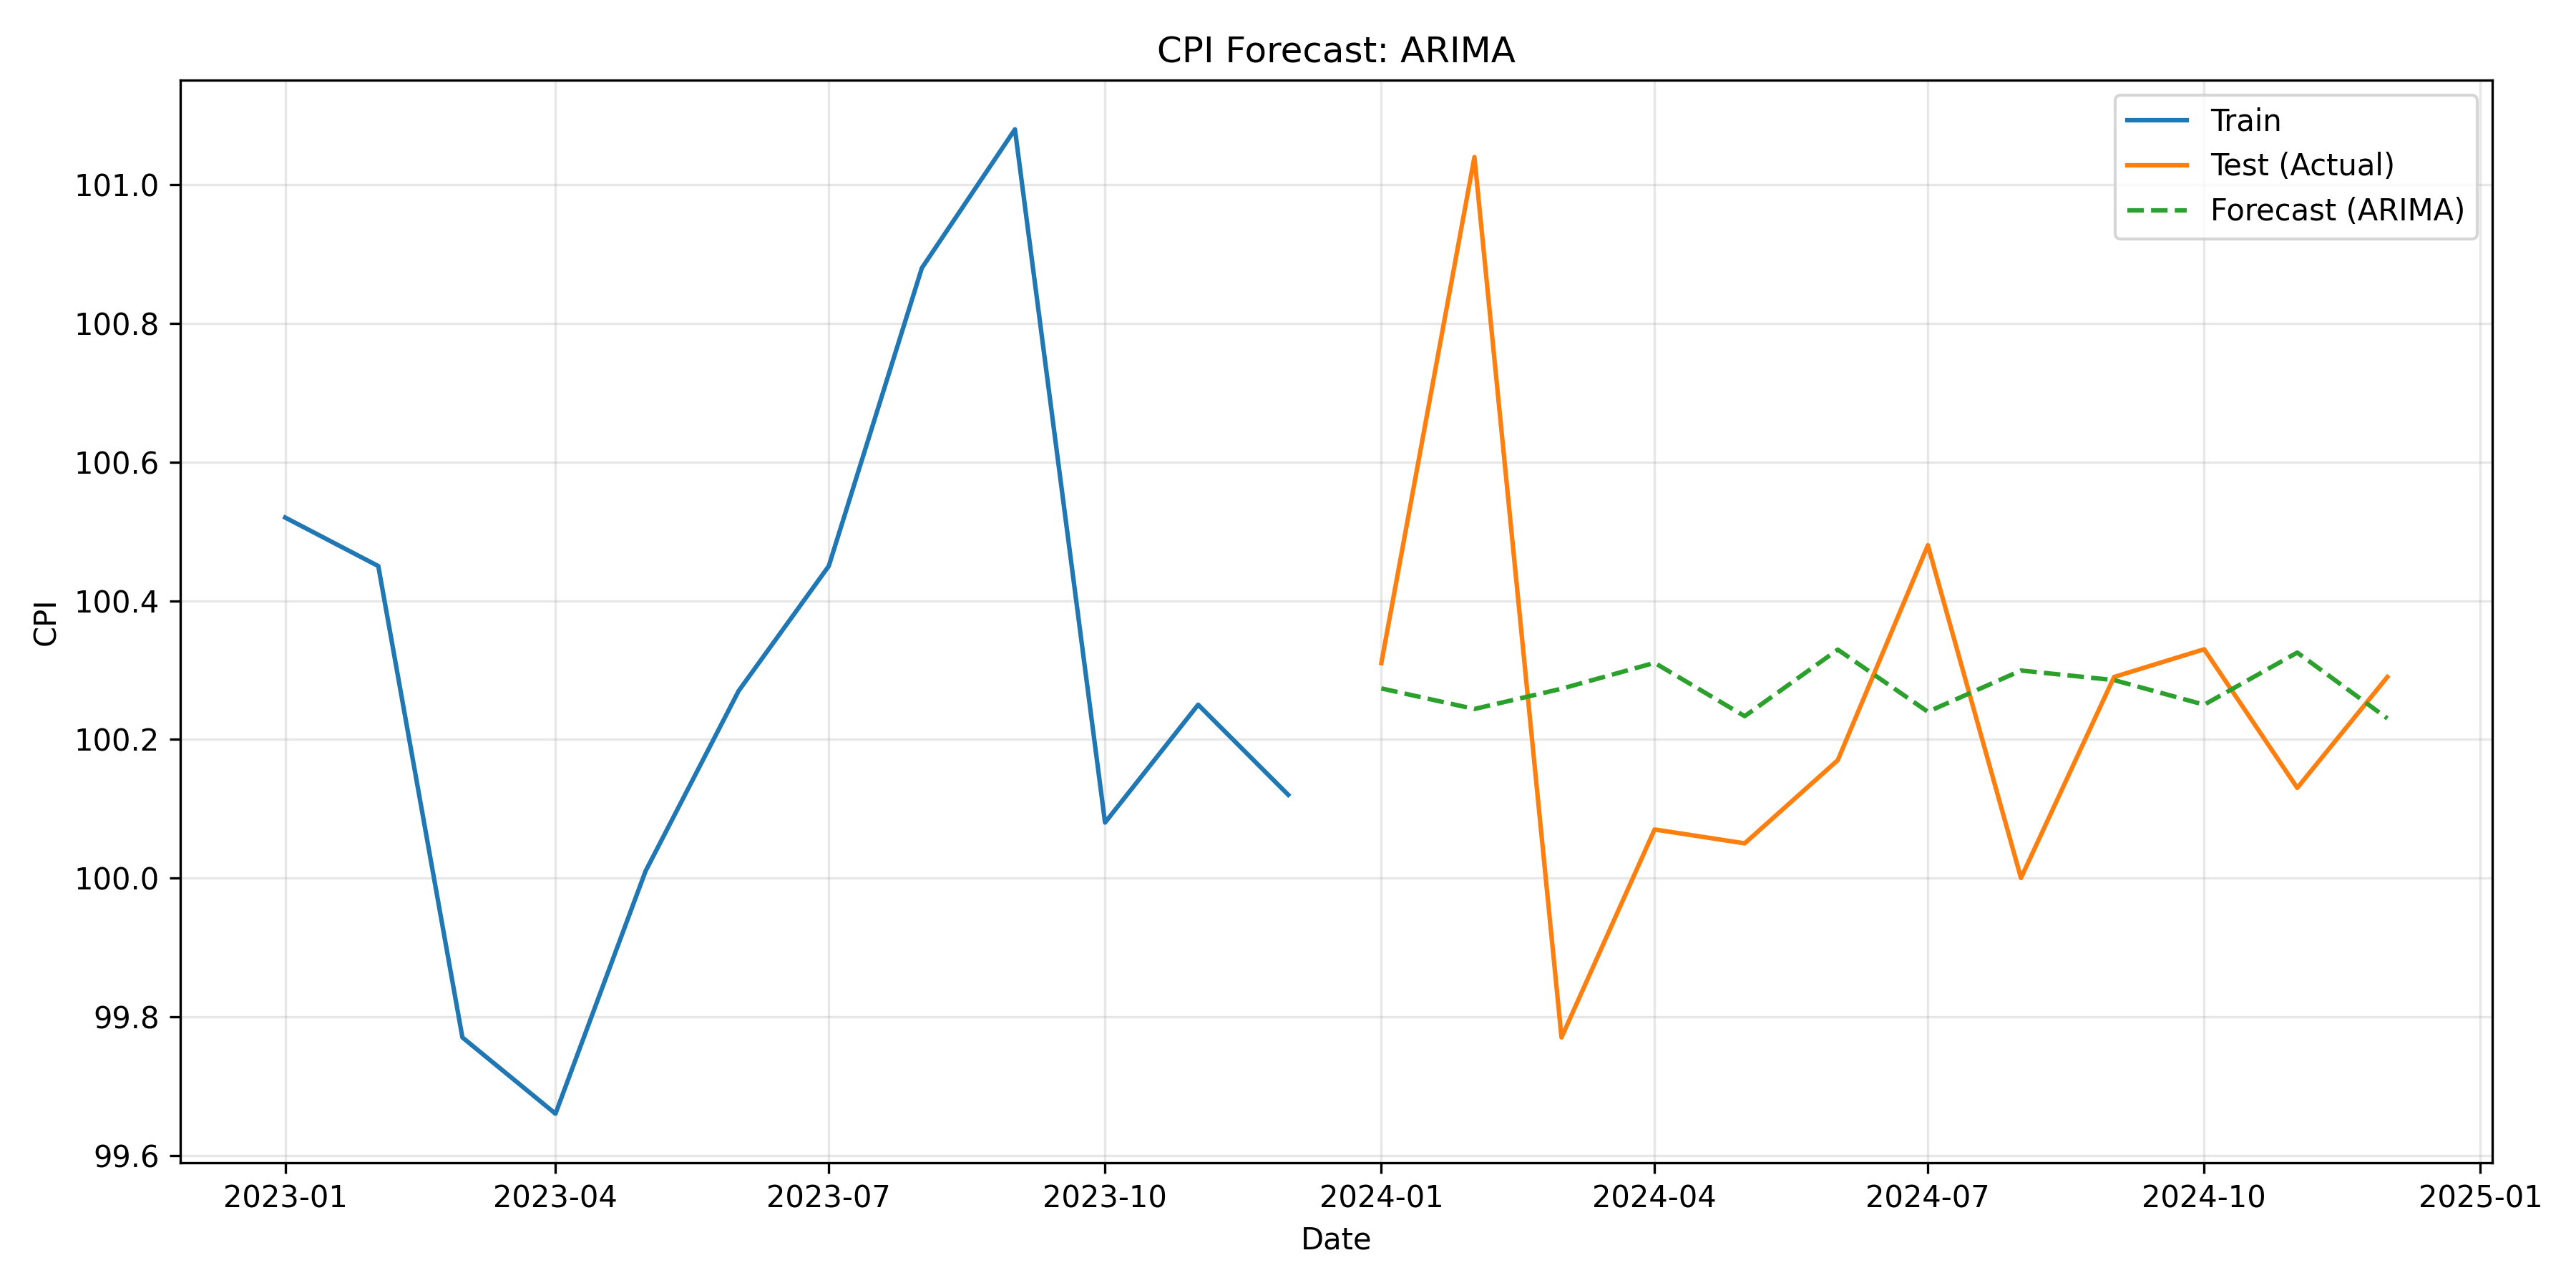 CPI Forecast: ARIMA
Train
Test (Actual)
Forecast (ARIMA)
CPI
101.0
100.8
100.6
100.4
100.2
100.0
99.8
99.6
2023-01 2023-04 2023-07 2023-10 2024-01 2024-04 2024-07 2024-10 2025-01
Date